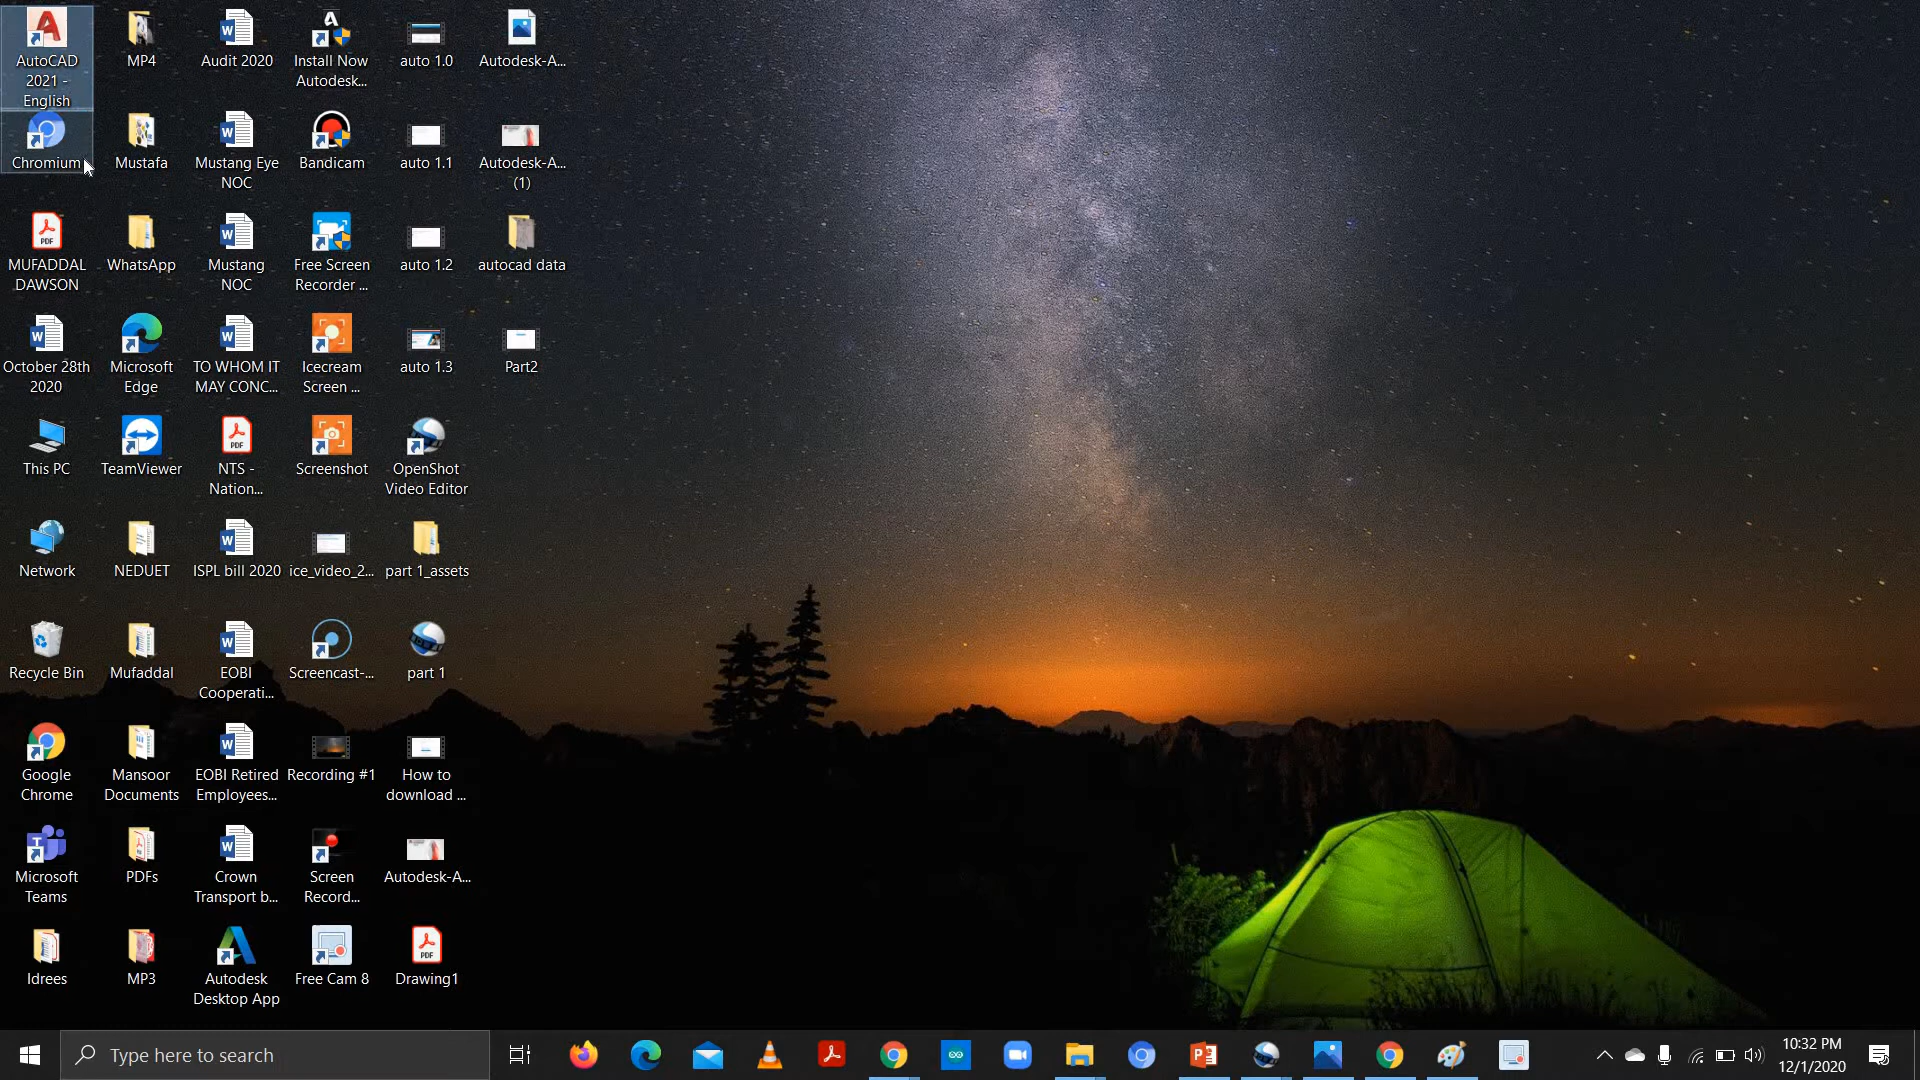 AutoCAD
2021 -
English
Chromium
MUFADDAL
DAWSON
October 28th
2020
This PC
Network
Recycle Bin
Google
Chrome
Microsoft
Teams
Idrees
MP4
Mustafa
WhatsApp
Microsoft
Edge
TeamViewer
NEDUET
Mufaddal
Mansoor
Documents
PDFs
MP3
Audit 2020
Mustang Eye
NOC
Mustang
NOC
TO WHOM IT
MAY CONC...
NTS -
Nation...
ISPL bill 2020
EOBI
Cooperati...
EOBI Retired
Employees...
Crown
Transport b...
Autodesk
Desktop App
Install Now
Autodesk...
Bandicam
Free Screen
Recorder ...
Icecream
Screen ...
Screenshot
ice_video_2...
Screencast-...
Recording #1
Screen
Record...
Free Cam 8
auto 1.0
auto 1.1
auto 1.2
auto 1.3
OpenShot
Video Editor
part 1_assets
part 1
How to
download ...
Autodesk-A...
Drawing1
Autodesk-A...
Autodesk-A...
(1)
autocad data
Part2
Type here to search
10:32 PM
12/1/2020